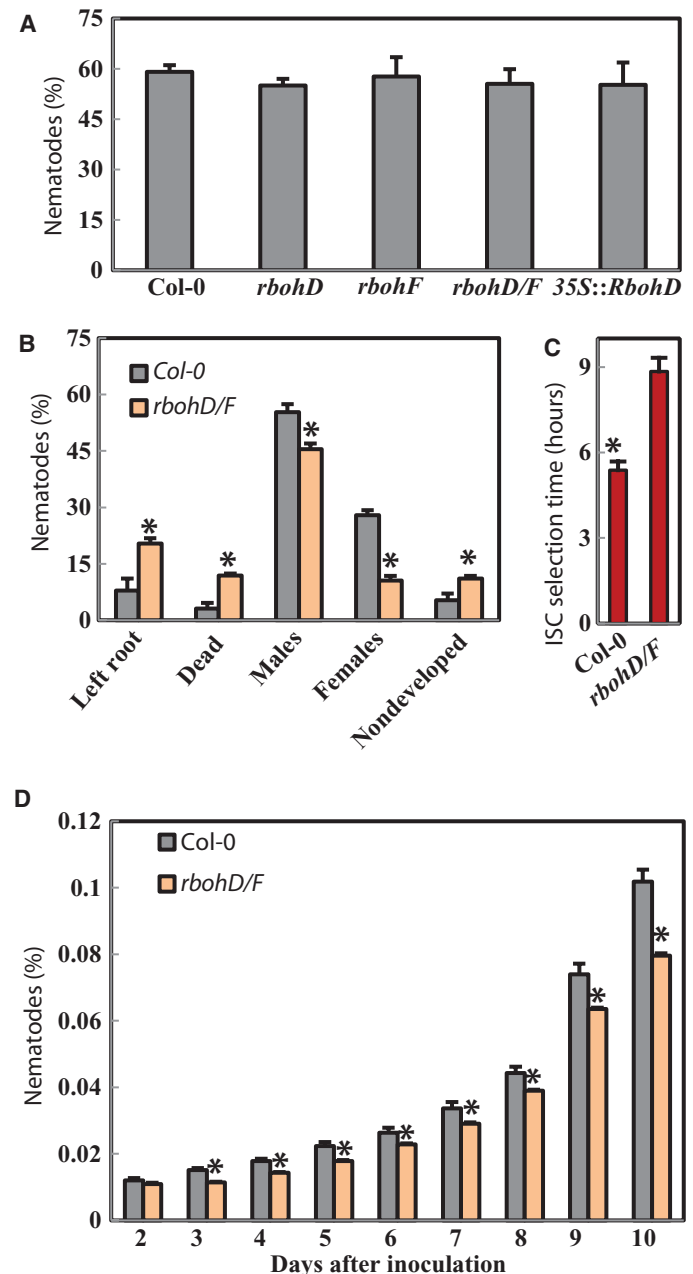 A
Nematodes (%)
75
60
45
30
15
0
Col-0 rbohD rbohF rbohD/F 35S::RbohD
B
Nematodes (%)
75
60
45
30
15
0
Col-0
rbohD/F
*
*
*
*
*
Left root
Dead
Males
Females
Nondeveloped
C
ISC selection time (hours)
9
6
3
0
*
Col-0
rbohD/F
D
Nematodes (%)
0.12
0.1
0.08
0.06
0.04
0.02
0
Col-0
rbohD/F
*
*
*
*
*
*
*
*
2 3 4 5 6 7 8 9 10
Days after inoculation